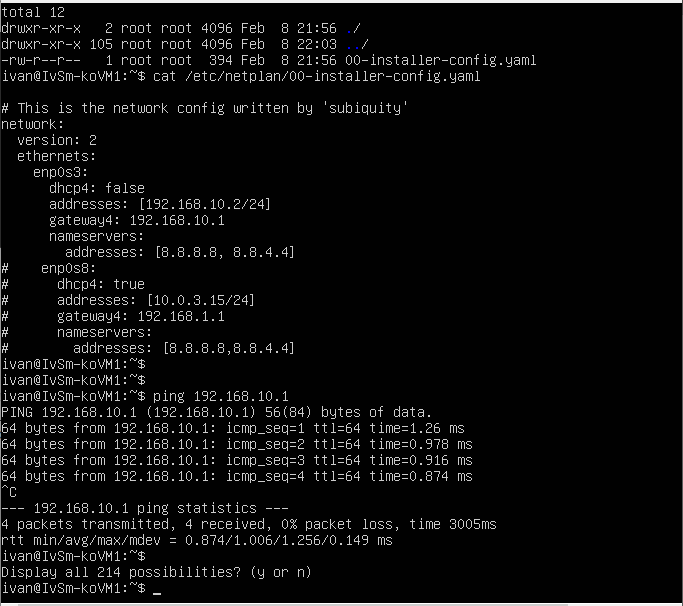 total 12
drwxr-xr-x   2 root root 4096 Feb  8 21:56 ./
drwxr-xr-x 105 root root 4096 Feb  8 22:03 ../
-rw-r--r--   1 root root  394 Feb  8 21:56 00-installer-config.yaml
ivan@IvSm-koVM1:~$ cat /etc/netplan/00-installer-config.yaml

# This is the network config written by 'subiquity'
network:
  version: 2
  ethernets:
    enp0s3:
      dhcp4: false
      addresses: [192.168.10.2/24]
      gateway4: 192.168.10.1
      nameservers:
        addresses: [8.8.8.8, 8.8.4.4]
#    enp0s8:
#      dhcp4: true
#      addresses: [10.0.3.15/24]
#      gateway4: 192.168.1.1
#      nameservers:
#        addresses: [8.8.8.8,8.8.4.4]
ivan@IvSm-koVM1:~$
ivan@IvSm-koVM1:~$
ivan@IvSm-koVM1:~$ ping 192.168.10.1
PING 192.168.10.1 (192.168.10.1) 56(84) bytes of data.
64 bytes from 192.168.10.1: icmp_seq=1 ttl=64 time=1.26 ms
64 bytes from 192.168.10.1: icmp_seq=2 ttl=64 time=0.978 ms
64 bytes from 192.168.10.1: icmp_seq=3 ttl=64 time=0.916 ms
64 bytes from 192.168.10.1: icmp_seq=4 ttl=64 time=0.874 ms
^C
--- 192.168.10.1 ping statistics ---
4 packets transmitted, 4 received, 0% packet loss, time 3005ms
rtt min/avg/max/mdev = 0.874/1.006/1.256/0.149 ms
ivan@IvSm-koVM1:~$
Display all 214 possibilities? (y or n)
ivan@IvSm-koVM1:~$ _